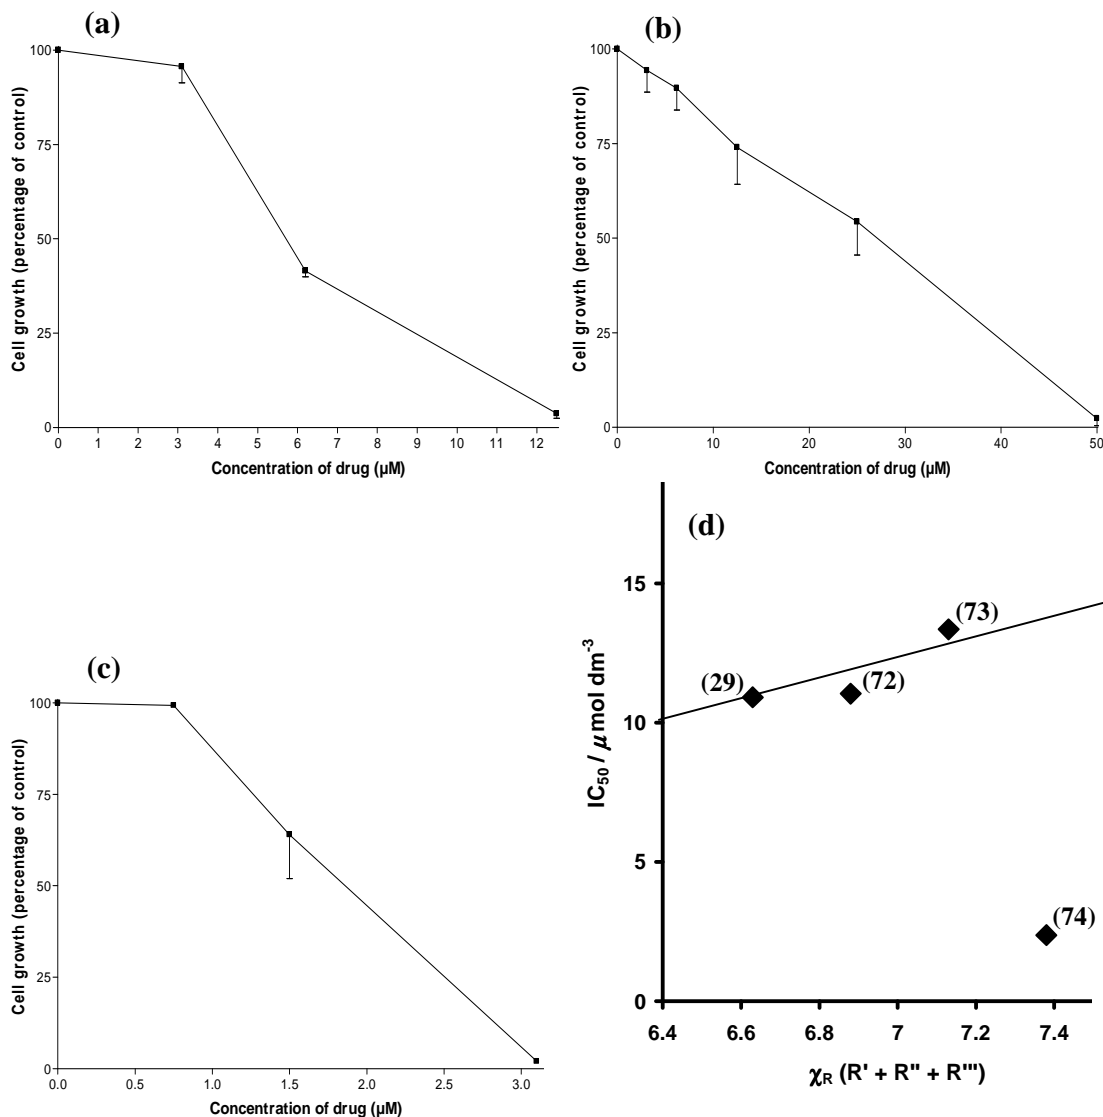 (a)
100
75
50
25
0
Cell growth (percentage of control)
0 1 2 3 4 5 6 7 8 9 10 11 12
Concentration of drug (µM)
(b)
100
75
50
25
0
Cell growth (percentage of control)
0 10 20 30 40 50
Concentration of drug (µM)
(c)
100
75
50
25
0
Cell growth (percentage of control)
0.0 0.5 1.0 1.5 2.0 2.5 3.0
Concentration of drug (µM)
(d)
15
10
5
0
IC₅₀ / µ mol dm⁻³
(29)
(72)
(73)
(74)
6.4 6.6 6.8 7 7.2 7.4
χR (R' + R'' + R''')